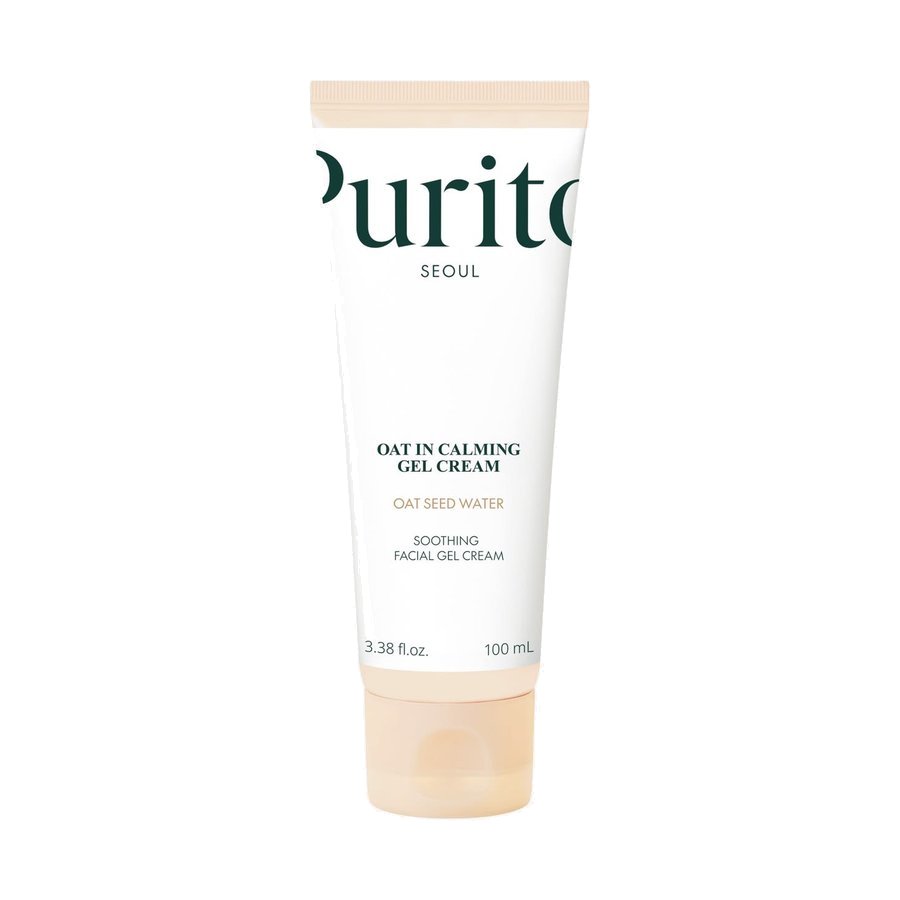 Purito
SEOUL
OAT IN CALMING
GEL CREAM
OAT SEED WATER
SOOTHING
FACIAL GEL CREAM
3.38 fl.oz. 100 mL